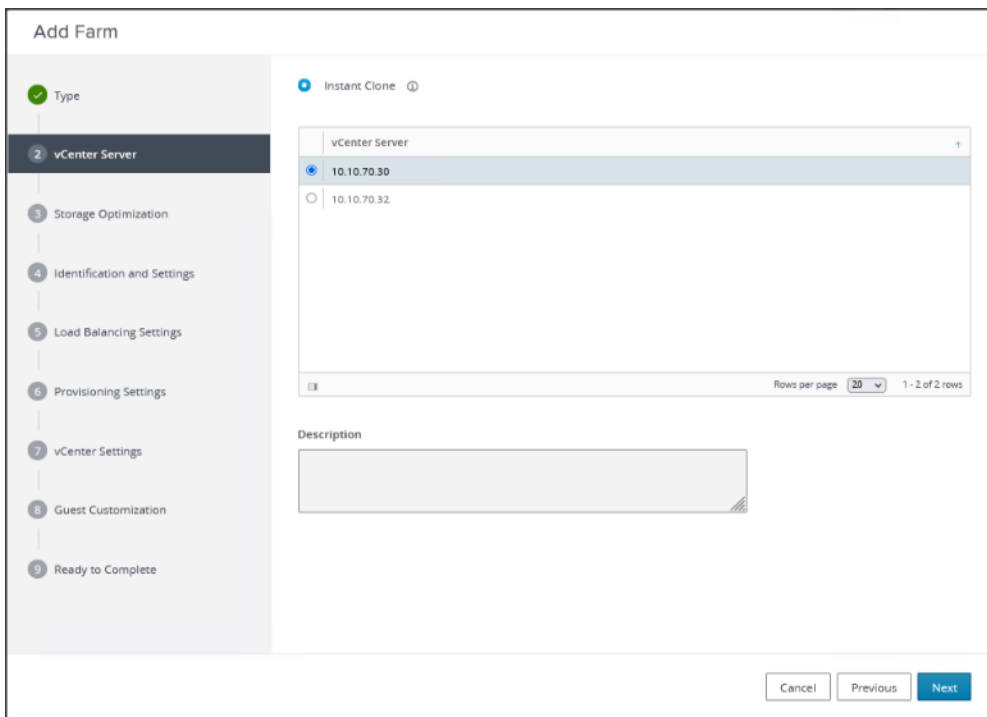 Add Farm
Type
2 vCenter Server
3 Storage Optimization
4 Identification and Settings
5 Load Balancing Settings
6 Provisioning Settings
7 vCenter Settings
8 Guest Customization
9 Ready to Complete
Instant Clone
vCenter Server
10.10.70.30
10.10.70.32
Rows per page 20 1 - 2 of 2 rows
Description
Cancel Previous Next